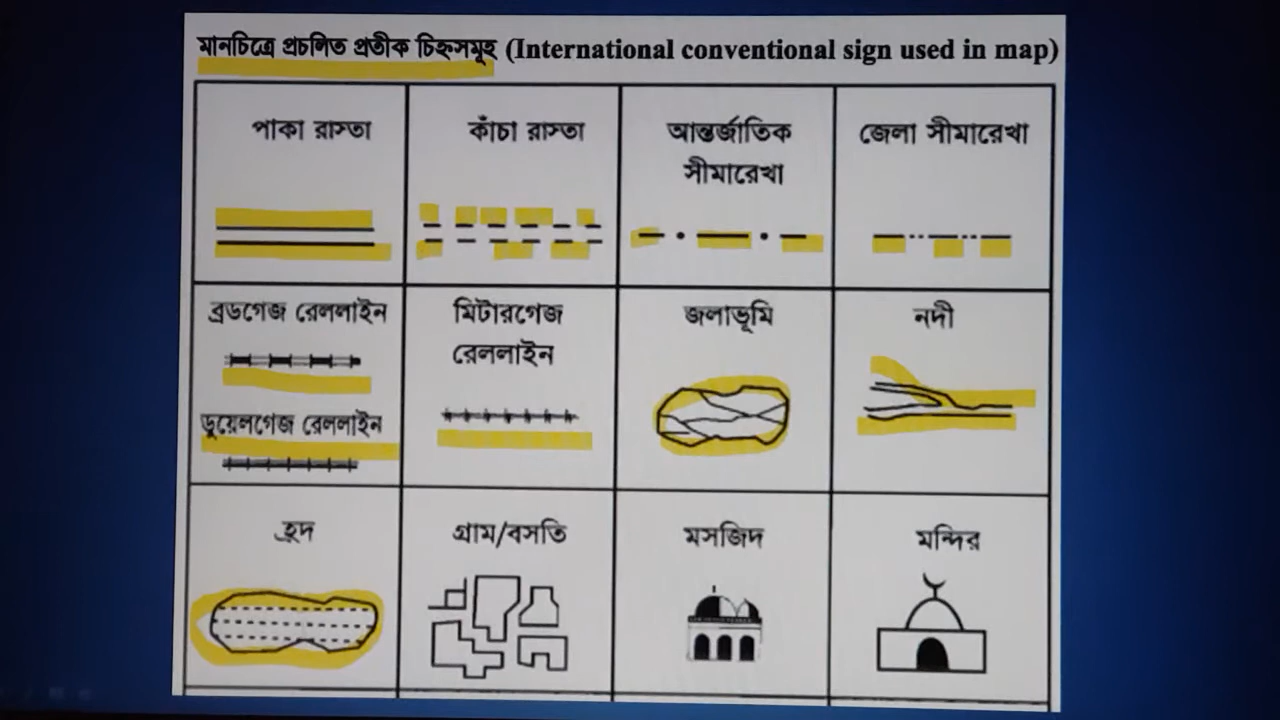 মানচিত্রে প্রচলিত প্রতীক চিহ্নসমূহ (International conventional sign used in map)
পাকা রাস্তা
কাঁচা রাস্তা
আন্তর্জাতিক
সীমারেখা
জেলা সীমারেখা
ব্রডগেজ রেললাইন
ডুয়েলগেজ রেললাইন
মিটারগেজ
রেললাইন
জলাভূমি
নদী
হ্রদ
গ্রাম/বসতি
মসজিদ
মন্দির